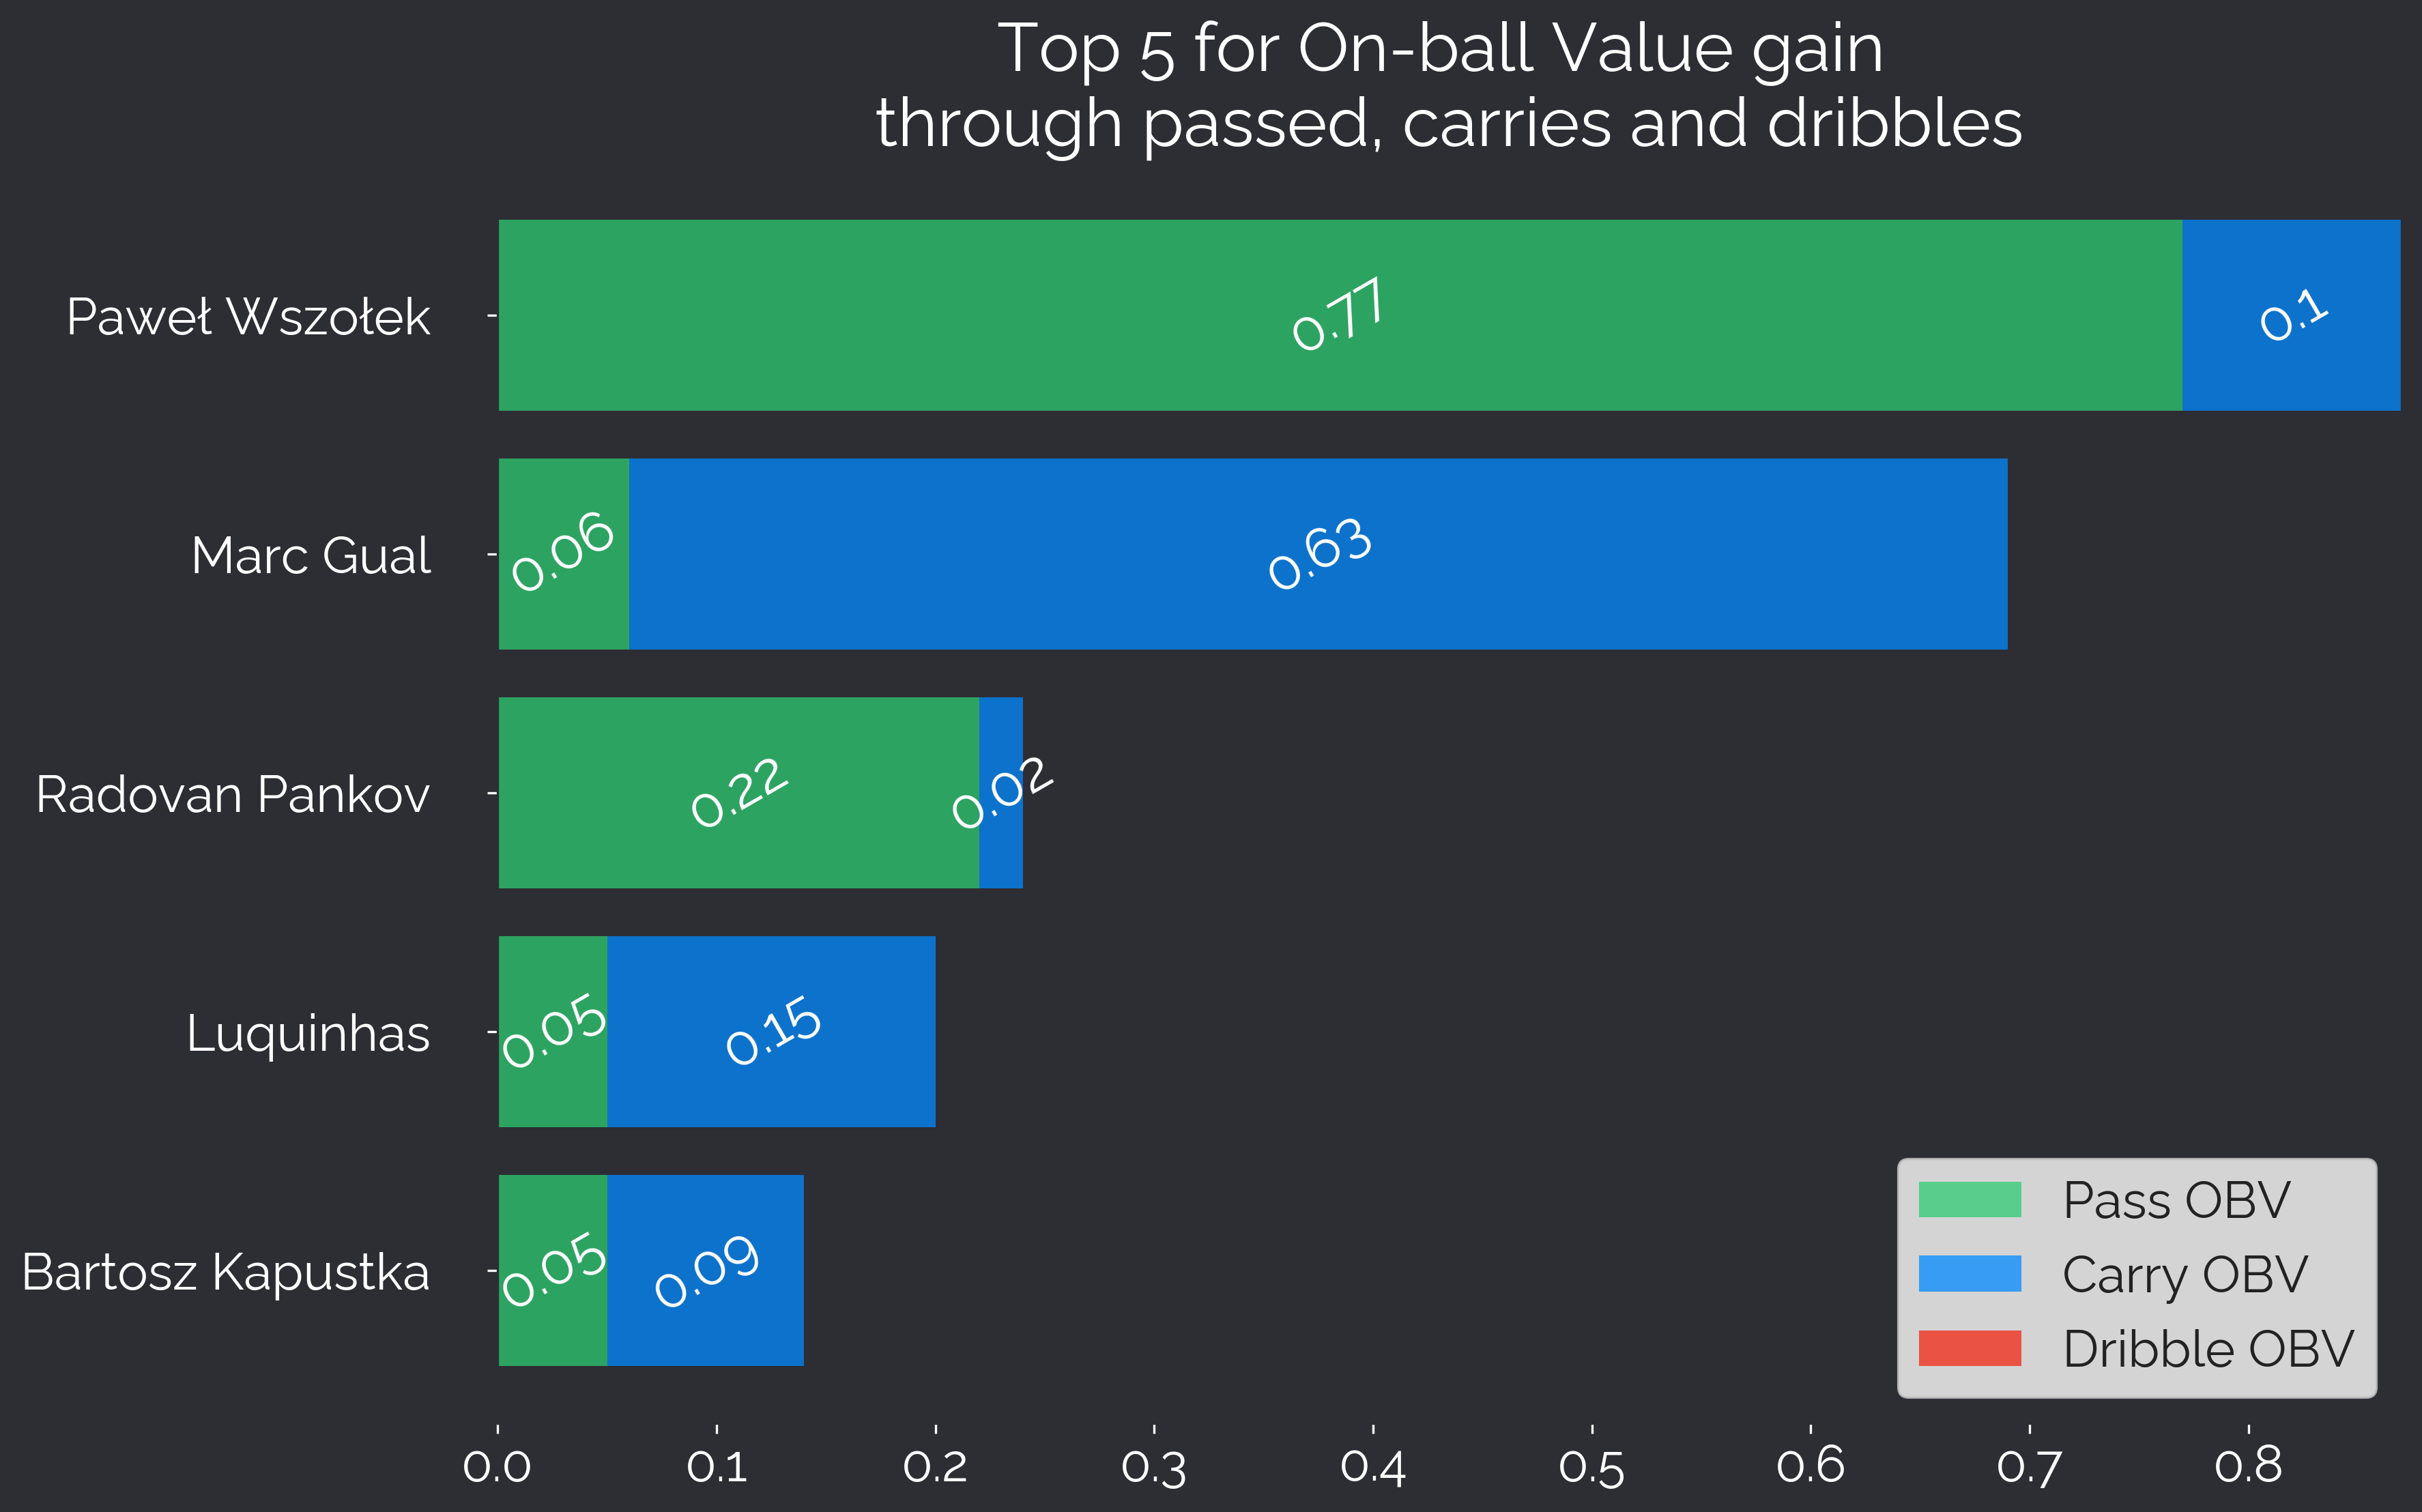 Top 5 for On-ball Value gain
through passed, carries and dribbles
Paweł Wszołek
0.77
0.1
Marc Gual
0.06
0.63
Radovan Pankov
0.22
0.02
Luquinhas
0.05
0.15
Bartosz Kapustka
0.05
0.09
Pass OBV
Carry OBV
Dribble OBV
0.0 0.1 0.2 0.3 0.4 0.5 0.6 0.7 0.8